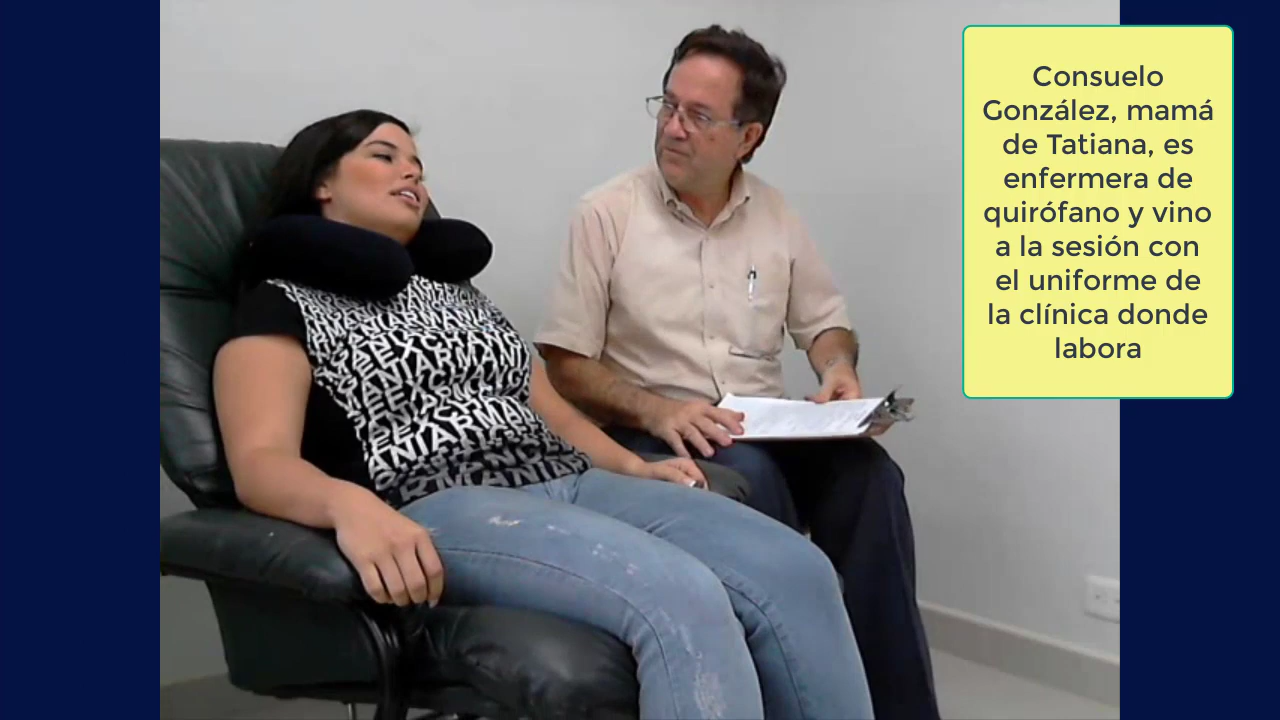 Consuelo
González, mamá
de Tatiana, es
enfermera de
quirófano y vino
a la sesión con
el uniforme de
la clínica donde
labora